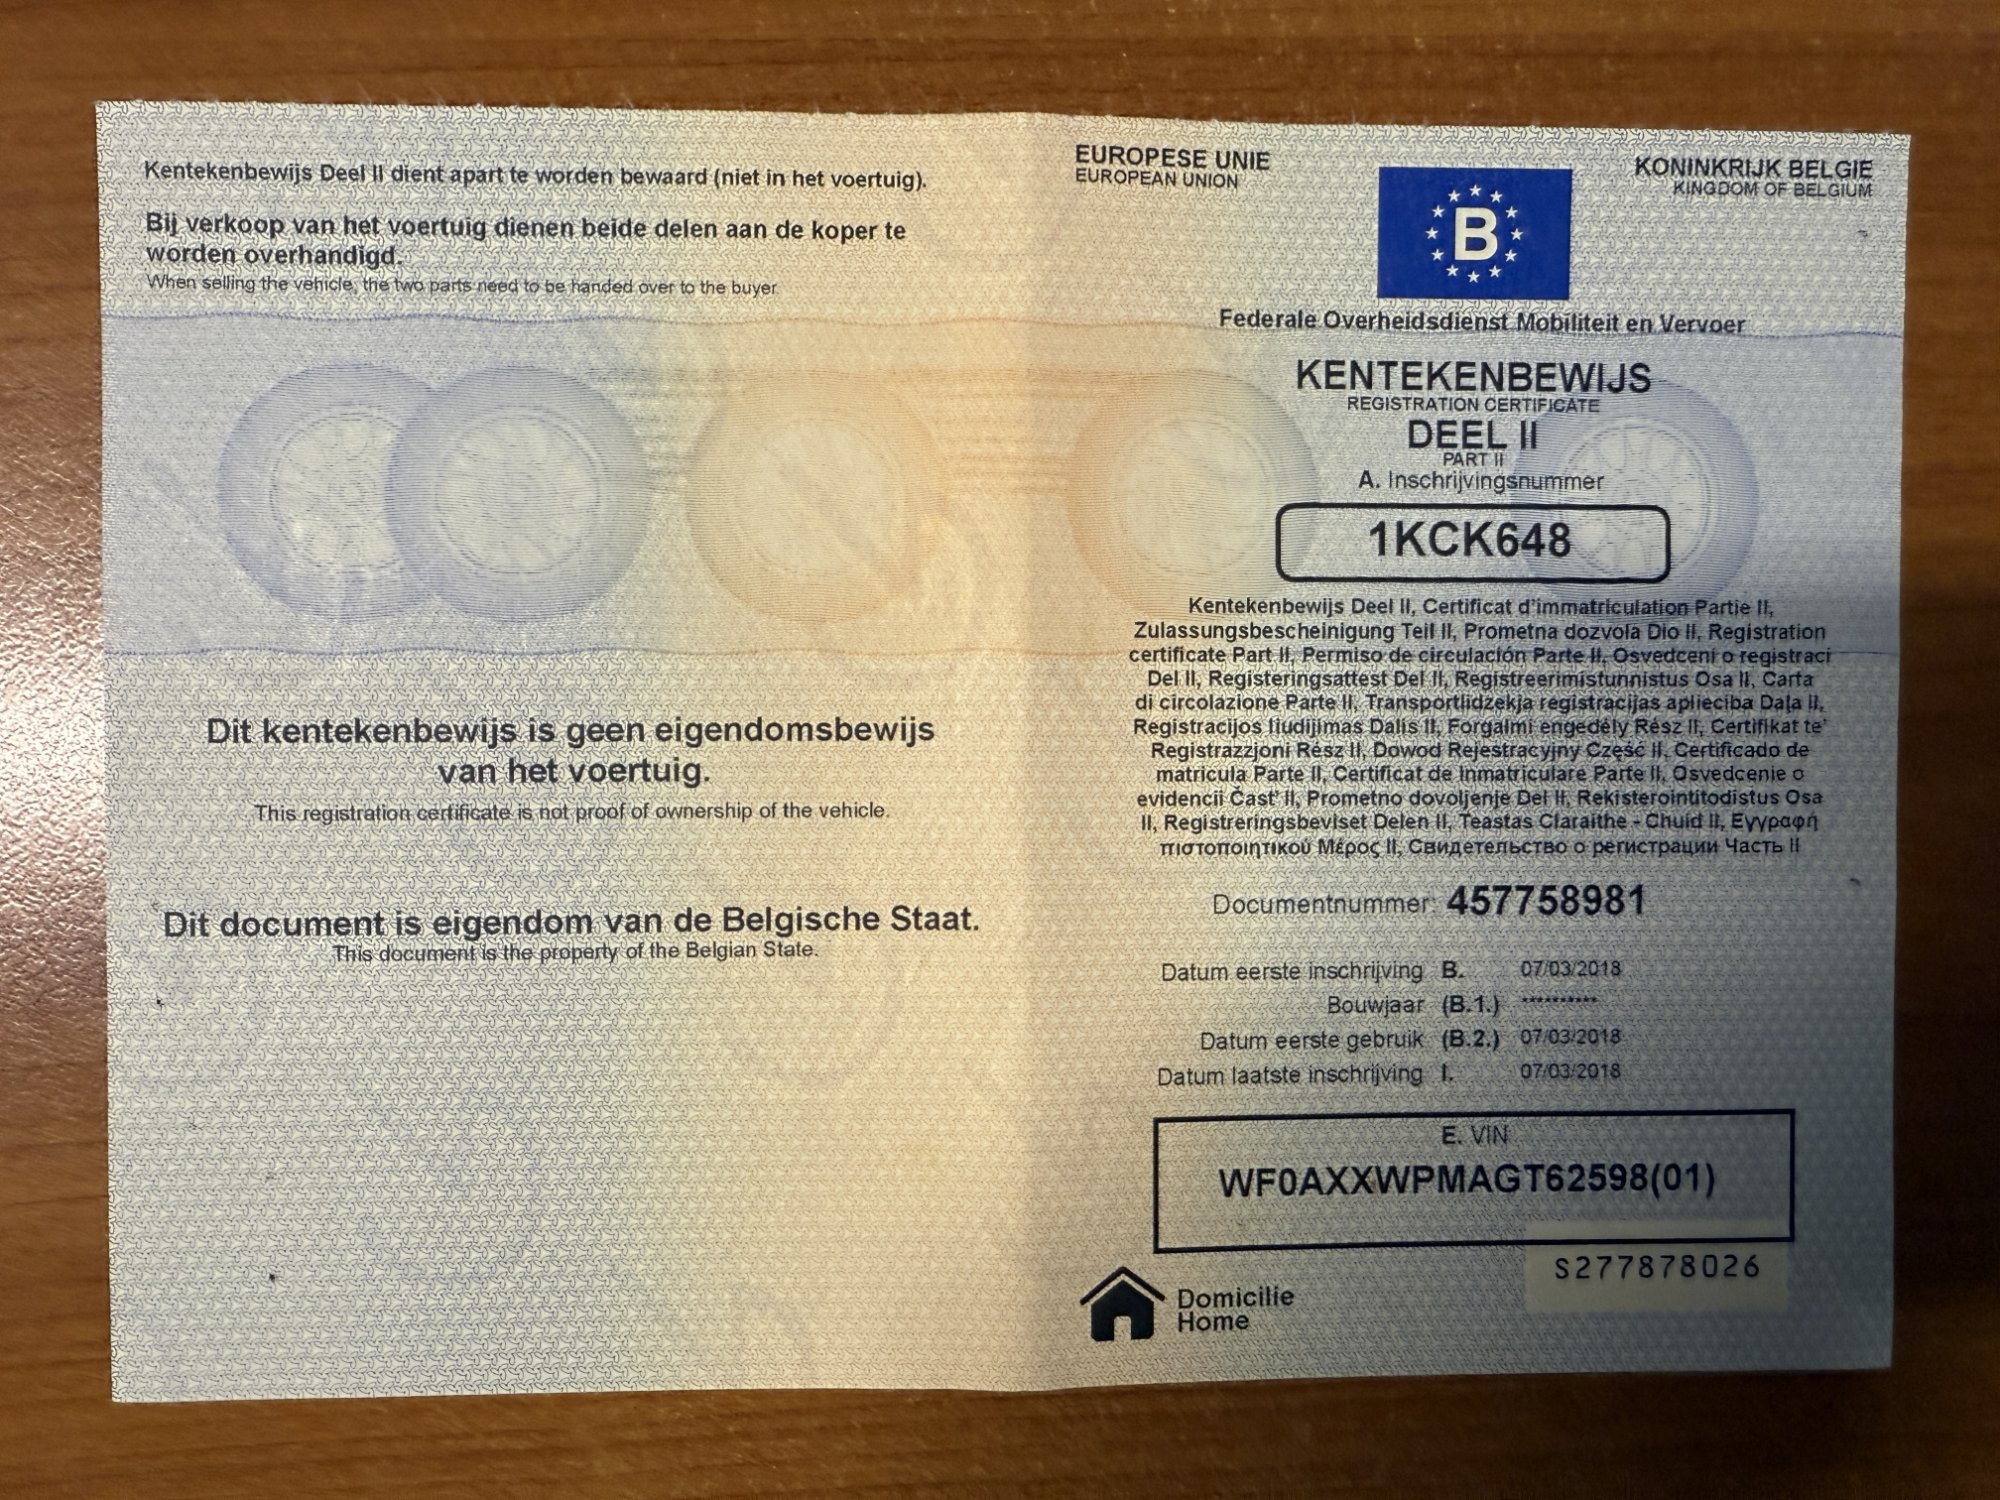 Kentekenbewijs Deel II dient apart te worden bewaard (niet in het voertuig).
Bij verkoop van het voertuig dienen beide delen aan de koper te
worden overhandigd.
When selling the vehicle, the two parts need to be handed over to the buyer
Dit kentekenbewijs is geen eigendomsbewijs
van het voertuig.
This registration certificate is not proof of ownership of the vehicle.
Dit document is eigendom van de Belgische Staat.
This document is the property of the Belgian State.
EUROPESE UNIE
EUROPEAN UNION
B
KONINKRIJK BELGIE
KINGDOM OF BELGIUM
Federale Overheidsdienst Mobiliteit en Vervoer
KENTEKENBEWIJS
REGISTRATION CERTIFICATE
DEEL II
PART II
A. Inschrijvingsnummer
1KCK648
Kentekenbewijs Deel II, Certificat d'immatriculation Partie II,
Zulassungsbescheinigung Teil II, Prometna dozvola Dio II, Registration
certificate Part II, Permiso de circulación Parte II, Osvedceni o registraci
Del II, Registeringsattest Del II, Registreerimistunnistus Osa II, Carta
di circolazione Parte II, Transportlidzekja registracijas aplieciba Daļa II,
Registracijos liudijimas Dalis II, Forgalmi engedély Rész II, Certifikat te'
Registrazzjoni Rész II, Dowod Rejestracyjny Część II, Certificado de
matricula Parte II, Certificat de Inmatriculare Parte II, Osvedcenie o
evidencii Čast' II, Prometno dovoljenje Del II, Rekisterointitodistus Osa
II, Registreringsbeviset Delen II, Teastas Claraithe - Chuid II, Εγγραφή
πιστοποιητικού Μέρος II, Свидетельство о регистрации Часть II
Documentnummer: 457758981
Datum eerste inschrijving B. 07/03/2018
Bouwjaar (B.1.) **********
Datum eerste gebruik (B.2.) 07/03/2018
Datum laatste inschrijving I. 07/03/2018
E. VIN
WF0AXXWPMAGT62598(01)
S277878026
Domicilie
Home